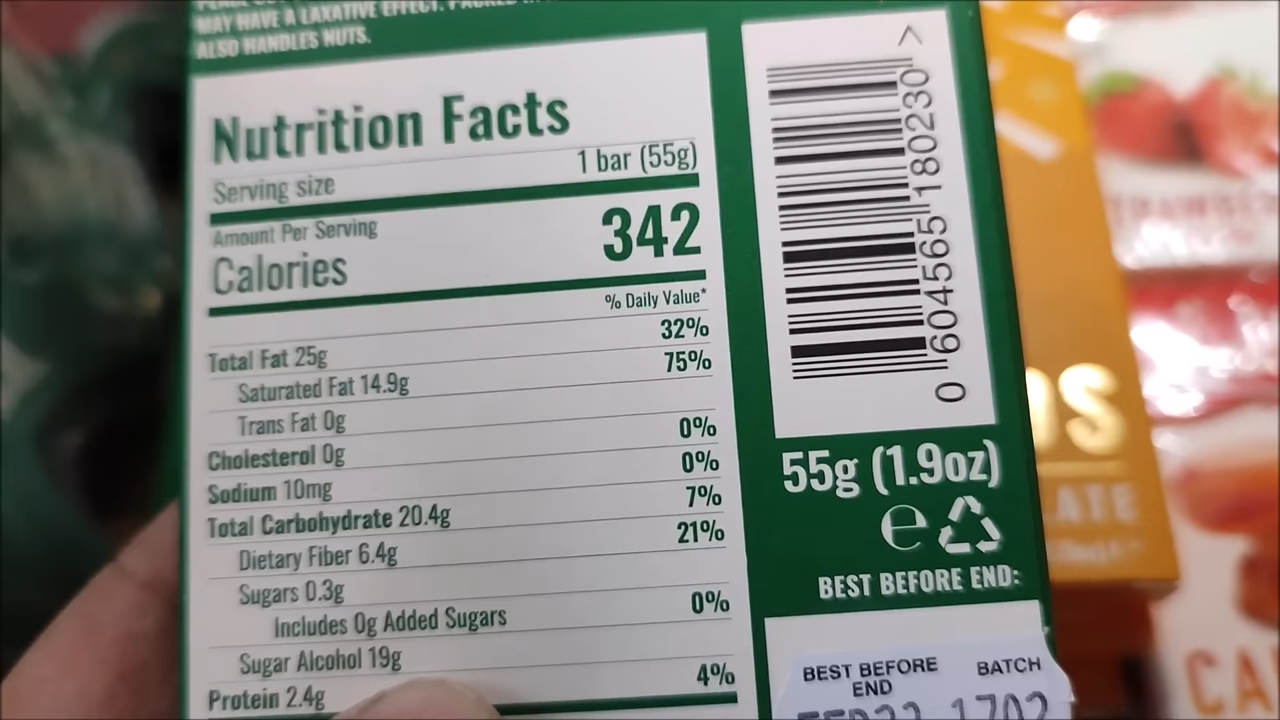 MAY HAVE A LAXATIVE EFFECT. PACKED
ALSO HANDLES NUTS.
Nutrition Facts
Serving size 1 bar (55g)
Amount Per Serving
Calories 342
% Daily Value*
Total Fat 25g 32%
Saturated Fat 14.9g 75%
Trans Fat 0g
Cholesterol 0g 0%
Sodium 10mg 0%
Total Carbohydrate 20.4g 7%
Dietary Fiber 6.4g 21%
Sugars 0.3g
Includes 0g Added Sugars 0%
Sugar Alcohol 19g
Protein 2.4g 4%
0 604565 180230 >
55g (1.9oz)
e
BEST BEFORE END:
BEST BEFORE BATCH
END
1702